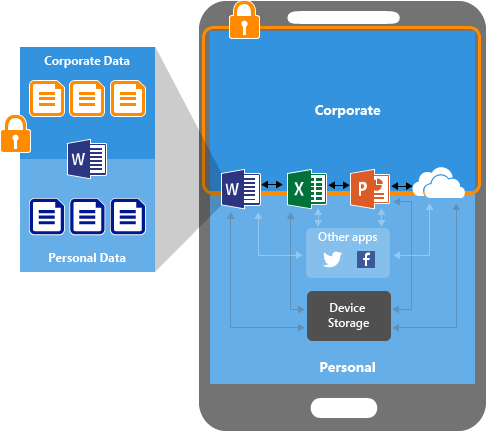 Corporate Data
W
Personal Data
Corporate
W
X
P
Other apps
f
Device
Storage
Personal